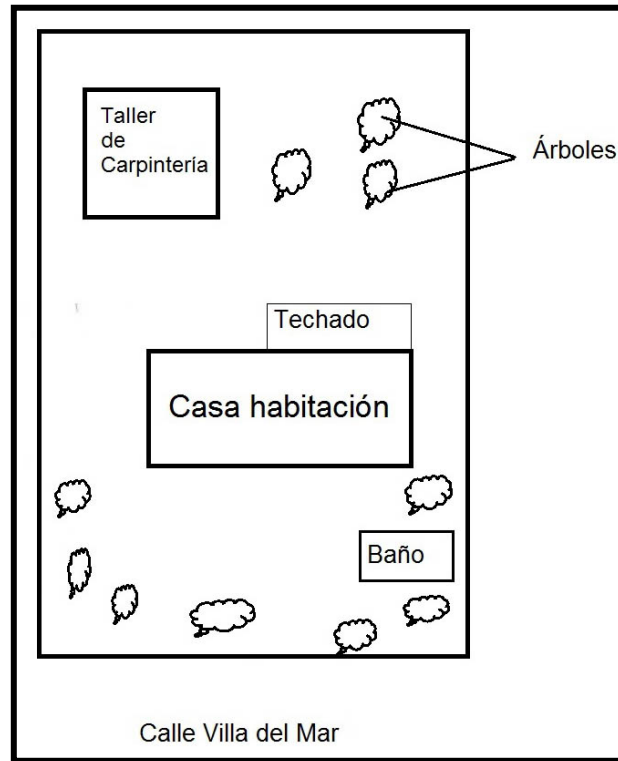 Taller
de
Carpintería
Árboles
Techado
Casa habitación
Baño
Calle Villa del Mar